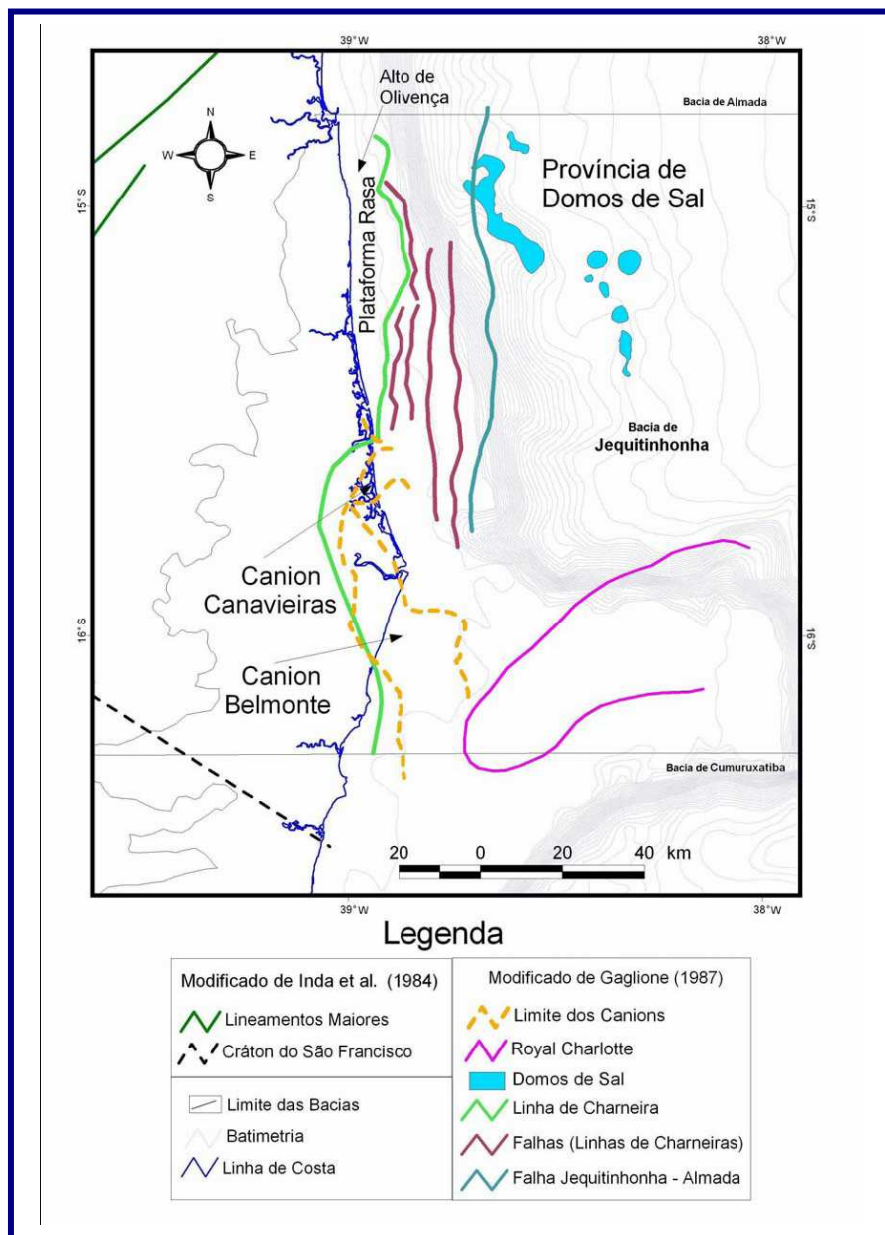 39°W
38°W
Alto de
Olivença
Bacia de Almada
N
W
E
S
Província de
Domos de Sal
15°S
15°S
Plataforma Rasa
Bacia de
Jequitinhonha
Canion
Canavieiras
16°S
16°S
Canion
Belmonte
Bacia de Cumuruxatiba
20 0 20 40 km
39°W
38°W
Legenda
Modificado de Inda et al. (1984)
Lineamentos Maiores
Cráton do São Francisco
Limite das Bacias
Batimetria
Linha de Costa
Modificado de Gaglione (1987)
Limite dos Canions
Royal Charlotte
Domos de Sal
Linha de Charneira
Falhas (Linhas de Charneiras)
Falha Jequitinhonha - Almada